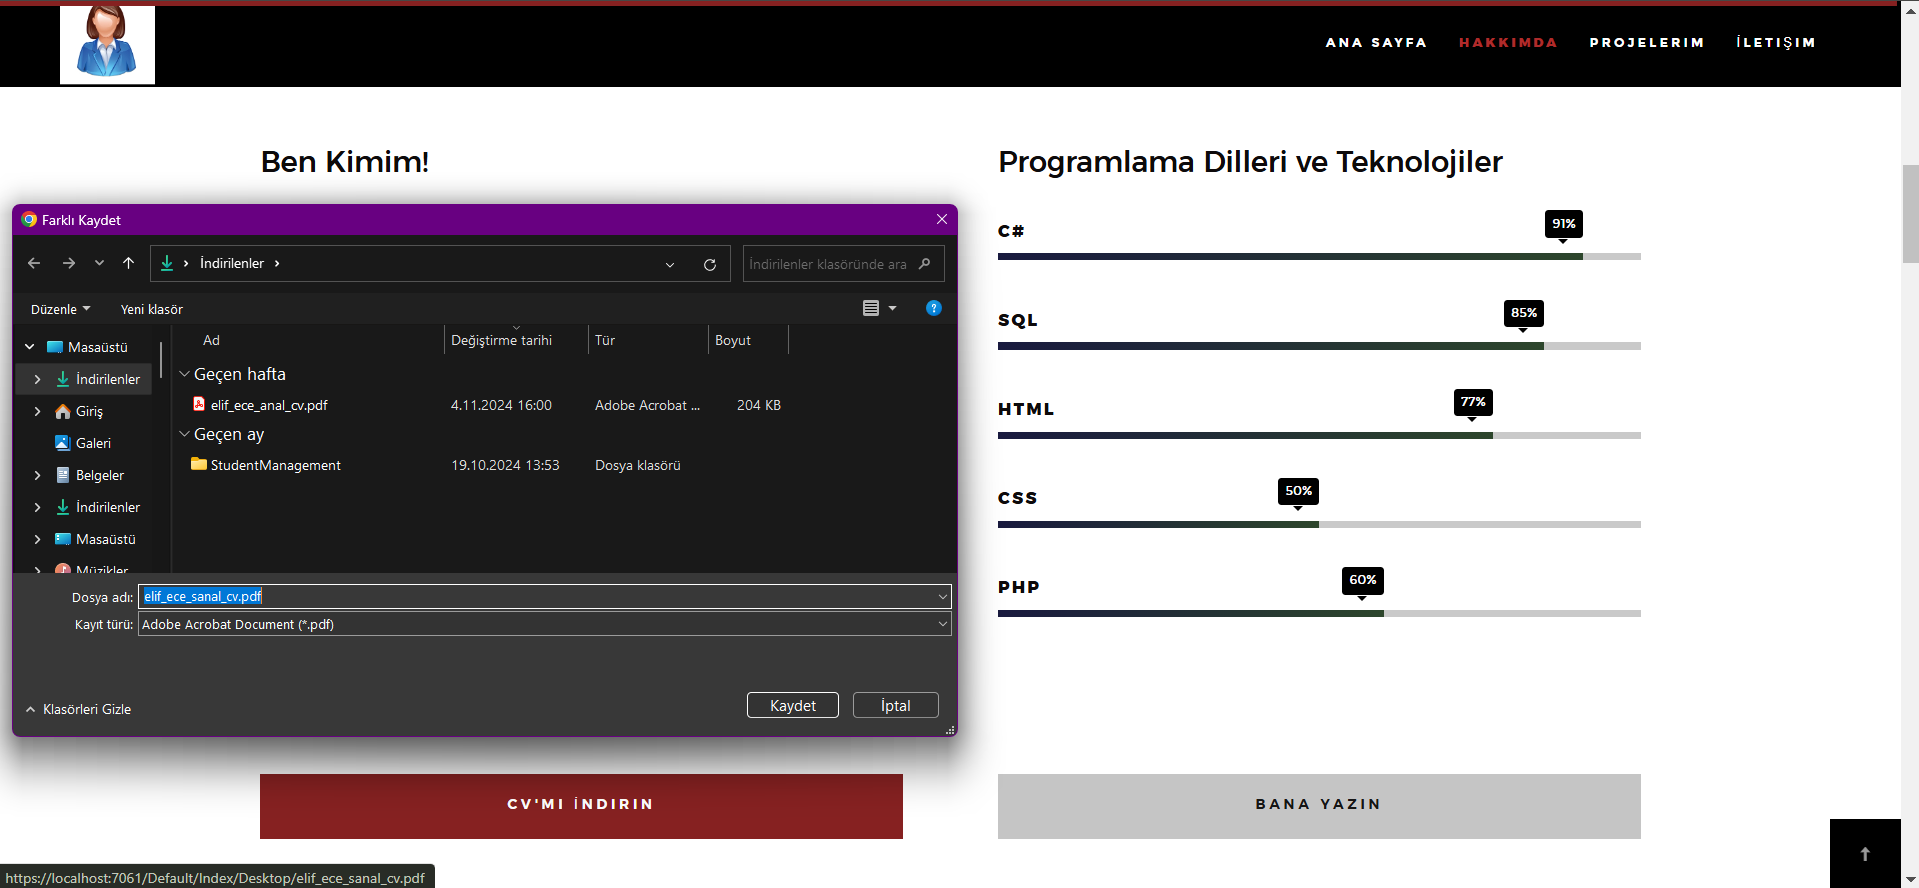 ANA SAYFA
HAKKIMDA
PROJELERIM
İLETIŞIM
Ben Kimim!
Farklı Kaydet
İndirilenler
İndirilenler klasöründe ara
Düzenle
Yeni klasör
?
Masaüstü
İndirilenler
Giriş
Galeri
Belgeler
İndirilenler
Masaüstü
Müzikler
Ad
Değiştirme tarihi
Tür
Boyut
Geçen hafta
elif_ece_anal_cv.pdf
4.11.2024 16:00
Adobe Acrobat ...
204 KB
Geçen ay
StudentManagement
19.10.2024 13:53
Dosya klasörü
Dosya adı: elif_ece_sanal_cv.pdf
Kayıt türü: Adobe Acrobat Document (*.pdf)
Klasörleri Gizle
Kaydet
İptal
Programlama Dilleri ve Teknolojiler
C#
91%
SQL
85%
HTML
77%
CSS
50%
PHP
60%
CV'MI İNDIRIN
BANA YAZIN
https://localhost:7061/Default/Index/Desktop/elif_ece_sanal_cv.pdf